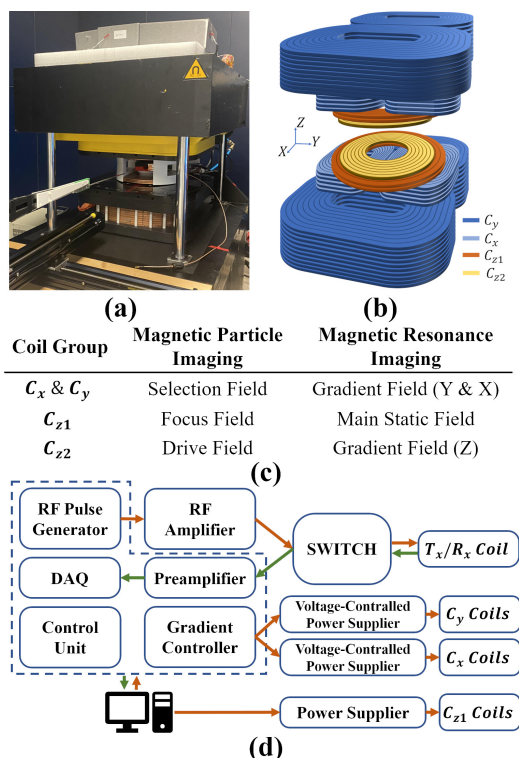 (a)
Z
Y
X
C_y
C_x
C_z1
C_z2
(b)
Coil Group
Magnetic Particle
Imaging
Magnetic Resonance
Imaging
C_x & C_y
Selection Field
Gradient Field (Y & X)
C_z1
Focus Field
Main Static Field
C_z2
Drive Field
Gradient Field (Z)
(c)
RF Pulse
Generator
RF
Amplifier
SWITCH
T_x/R_x Coil
DAQ
Preamplifier
Control
Unit
Gradient
Controller
Voltage-Contralled
Power Supplier
C_y Coils
Voltage-Contralled
Power Supplier
C_x Coils
Power Supplier
C_z1 Coils
(d)